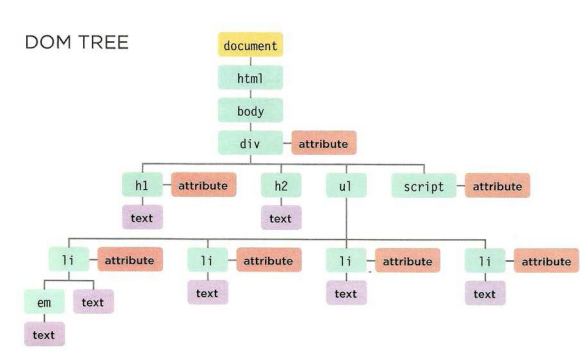 DOM TREE
document
html
body
div attribute
h1 attribute h2 ul script attribute
text text
li attribute li attribute li attribute li attribute
em text text text text
text